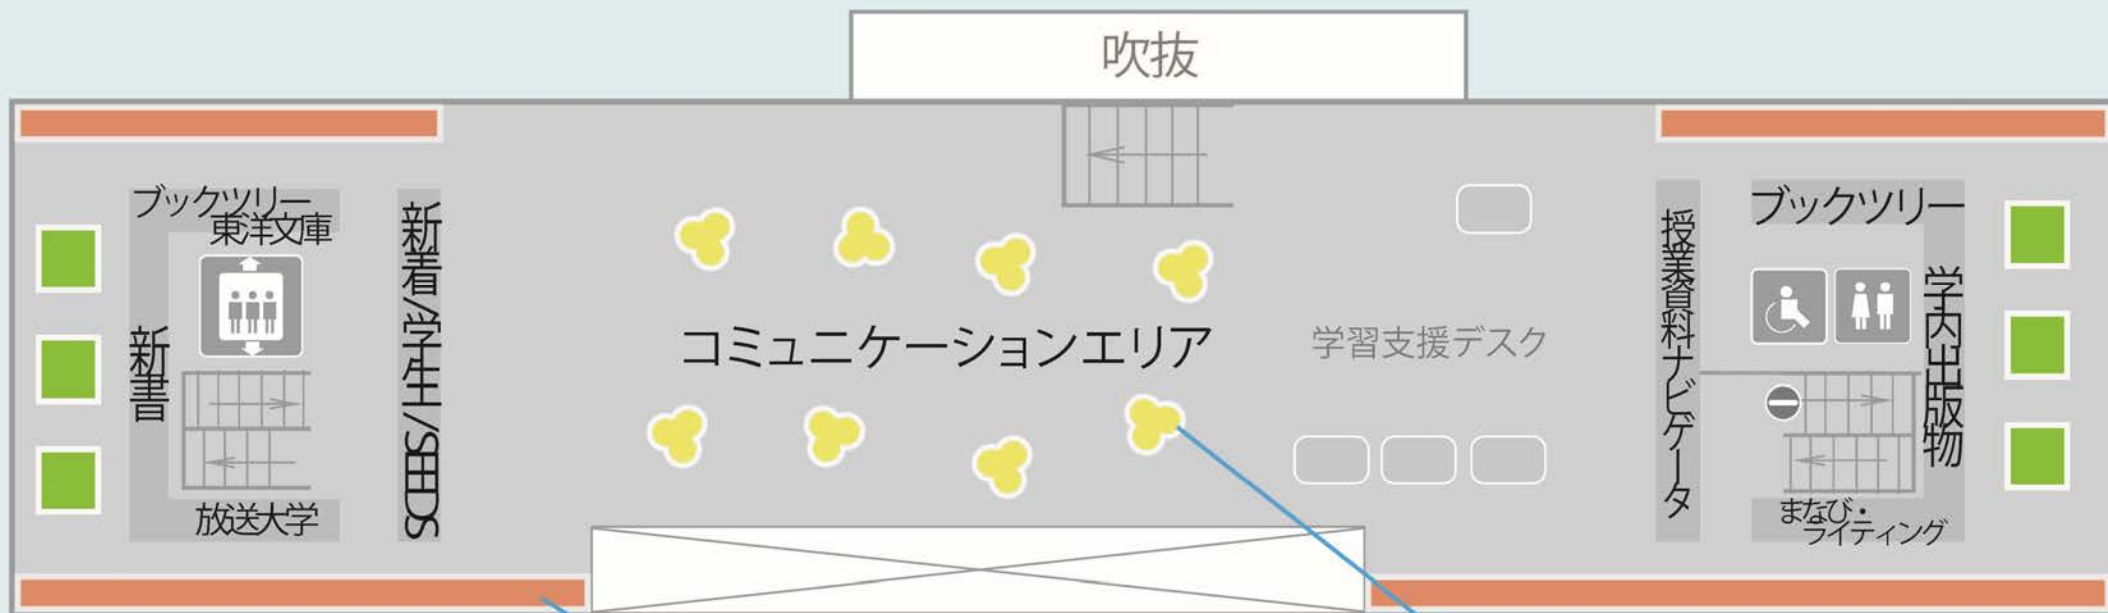 吹抜
ブックツリー
東洋文庫
新書
放送大学
新着/学生/SEEDS
コミュニケーションエリア
学習支援デスク
授業資料ナビゲータ
ブックツリー
学内出版物
まなび・
ライティング